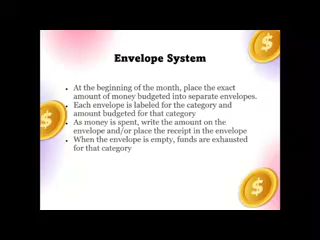 Envelope System
• At the beginning of the month, place the exact
amount of money budgeted into separate envelopes.
• Each envelope is labeled for the category and
amount budgeted for that category
• As money is spent, write the amount on the
envelope and/or place the receipt in the envelope
• When the envelope is empty, funds are exhausted
for that category